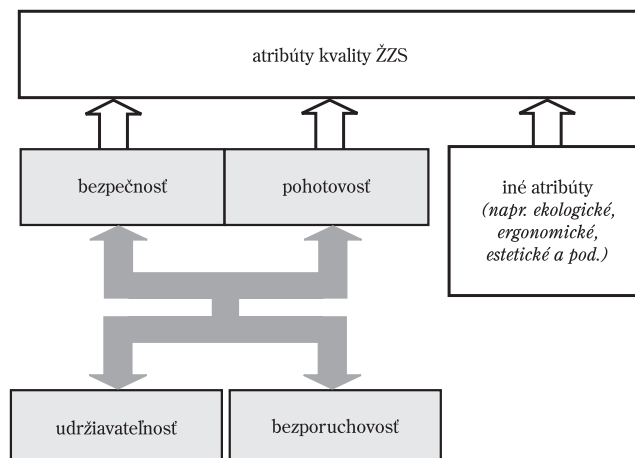 atribúty kvality ŽZS
bezpečnosť
pohotovosť
iné atribúty
(napr. ekologické,
ergonomické,
estetické a pod.)
udržiavateľnosť
bezporuchovosť